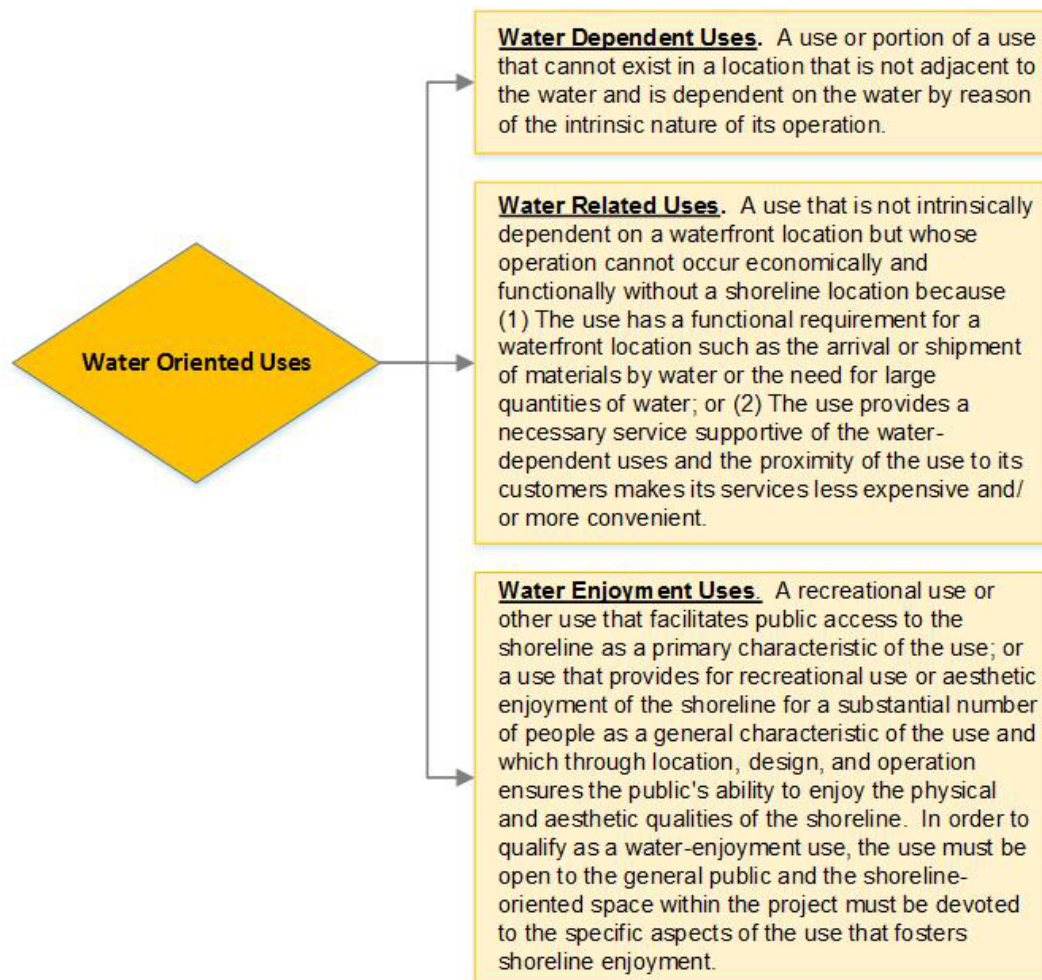 Water Oriented Uses
Water Dependent Uses.  A use or portion of a use
that cannot exist in a location that is not adjacent to
the water and is dependent on the water by reason
of the intrinsic nature of its operation.
Water Related Uses.  A use that is not intrinsically
dependent on a waterfront location but whose
operation cannot occur economically and
functionally without a shoreline location because
(1) The use has a functional requirement for a
waterfront location such as the arrival or shipment
of materials by water or the need for large
quantities of water; or (2) The use provides a
necessary service supportive of the water-
dependent uses and the proximity of the use to its
customers makes its services less expensive and/
or more convenient.
Water Enjoyment Uses.  A recreational use or
other use that facilitates public access to the
shoreline as a primary characteristic of the use; or
a use that provides for recreational use or aesthetic
enjoyment of the shoreline for a substantial number
of people as a general characteristic of the use and
which through location, design, and operation
ensures the public's ability to enjoy the physical
and aesthetic qualities of the shoreline.  In order to
qualify as a water-enjoyment use, the use must be
open to the general public and the shoreline-
oriented space within the project must be devoted
to the specific aspects of the use that fosters
shoreline enjoyment.